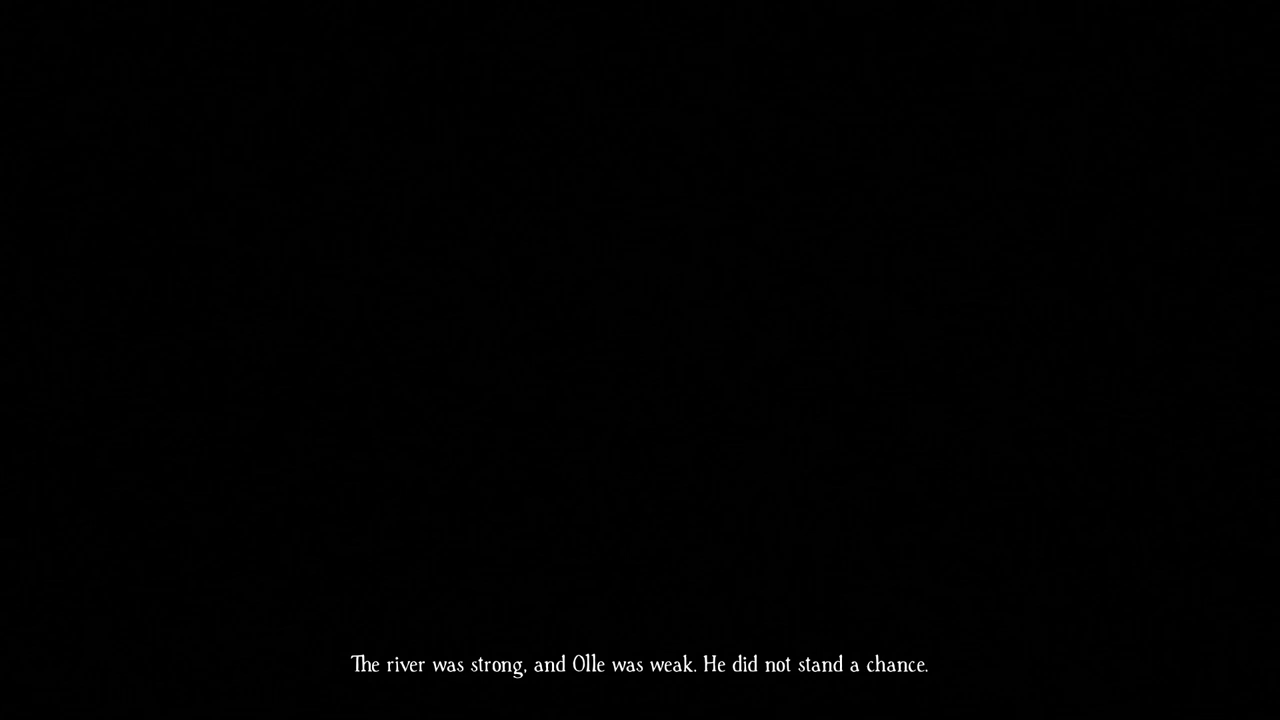 The river was strong, and Olle was weak. He did not stand a chance.